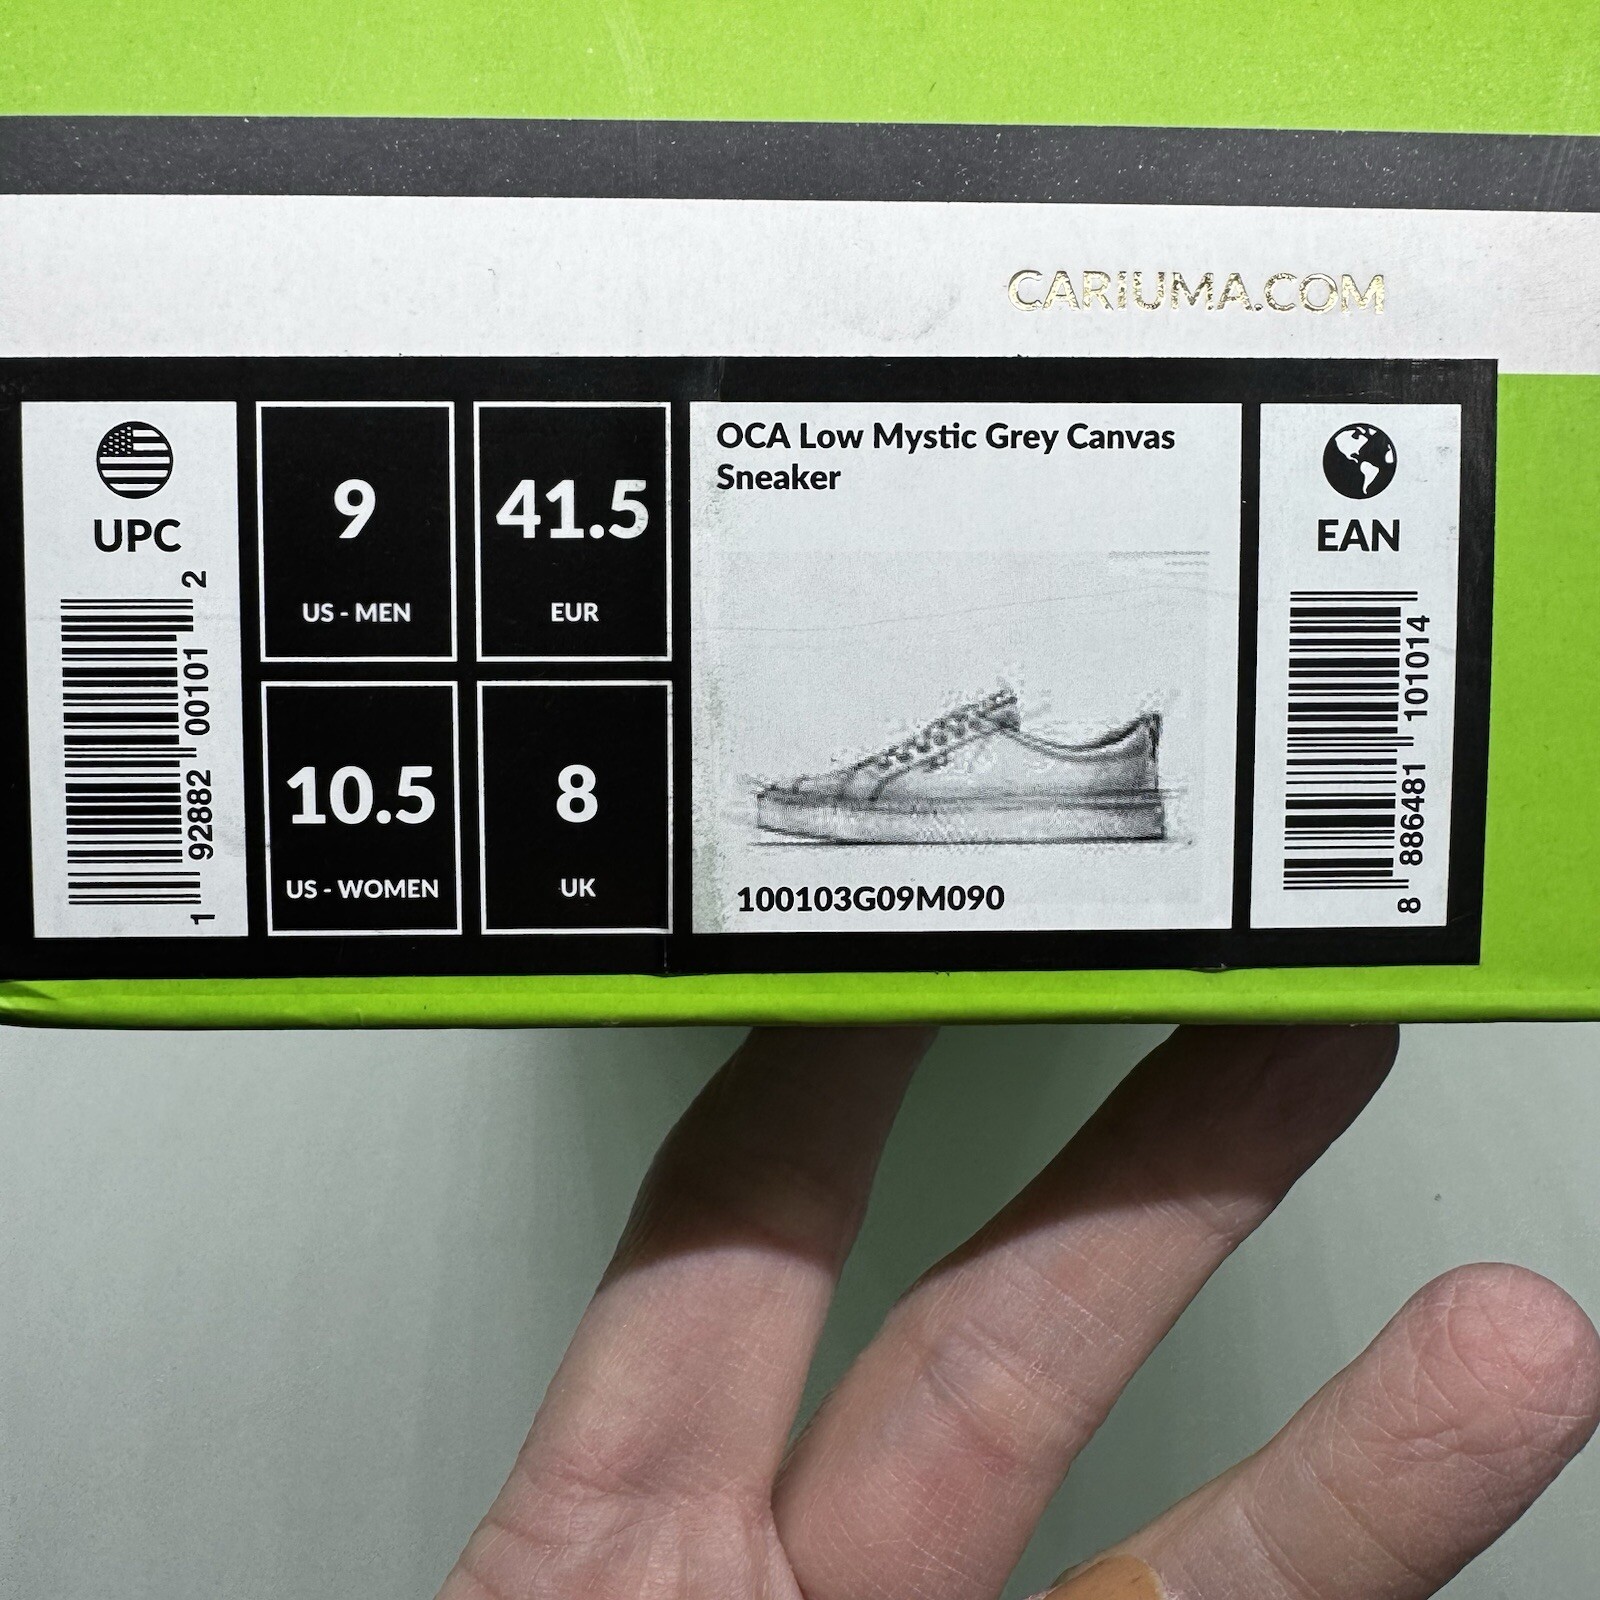 CARIUMA.COM
UPC
1 92882 00101 2
9
US - MEN
41.5
EUR
10.5
US - WOMEN
8
UK
OCA Low Mystic Grey Canvas
Sneaker
100103G09M090
EAN
8 886481 101014